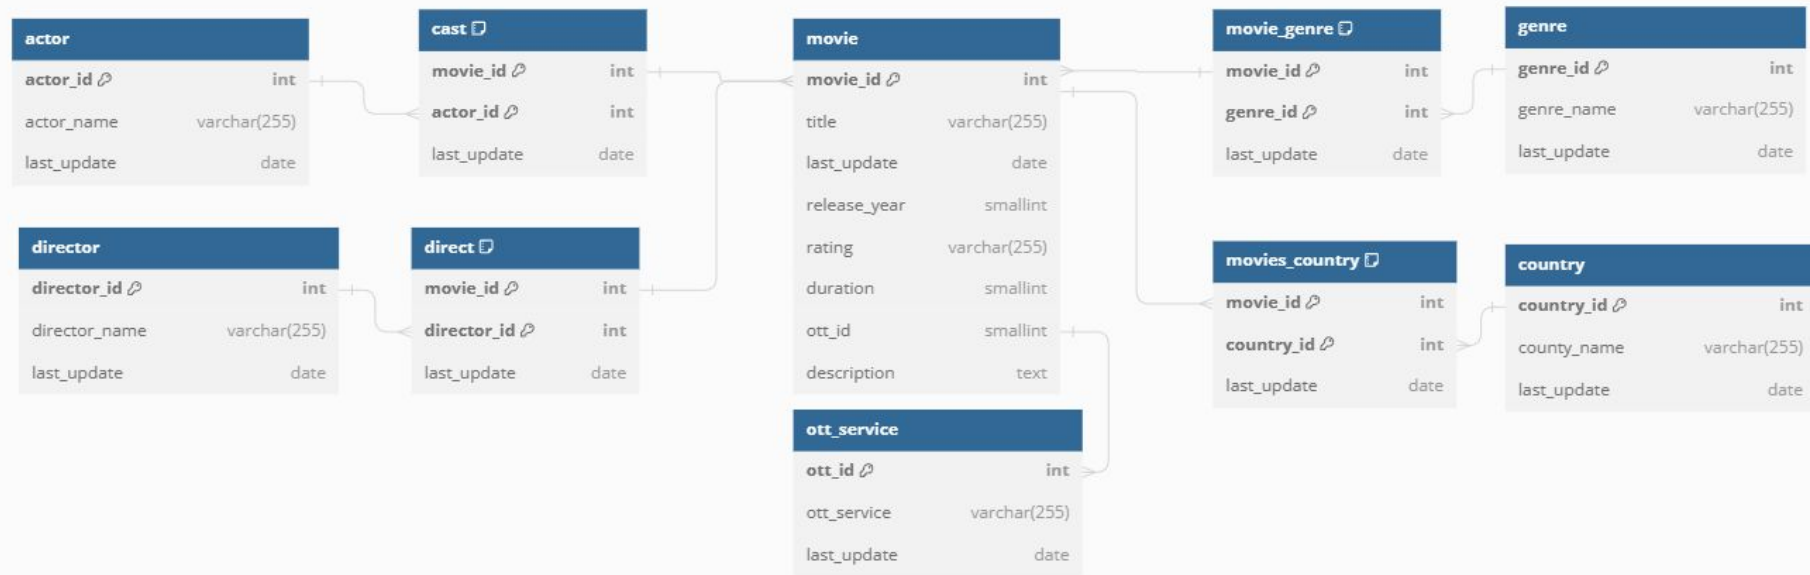 actor
actor_id int
actor_name varchar(255)
last_update date
cast
movie_id int
actor_id int
last_update date
movie
movie_id int
title varchar(255)
last_update date
release_year smallint
rating varchar(255)
duration smallint
ott_id smallint
description text
movie_genre
movie_id int
genre_id int
last_update date
genre
genre_id int
genre_name varchar(255)
last_update date
director
director_id int
director_name varchar(255)
last_update date
direct
movie_id int
director_id int
last_update date
movies_country
movie_id int
country_id int
last_update date
country
country_id int
county_name varchar(255)
last_update date
ott_service
ott_id int
ott_service varchar(255)
last_update date